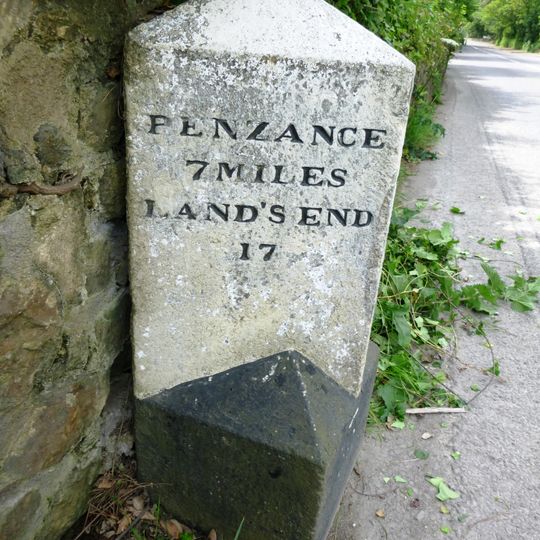 PENZANCE
7 MILES
LAND'S END
17